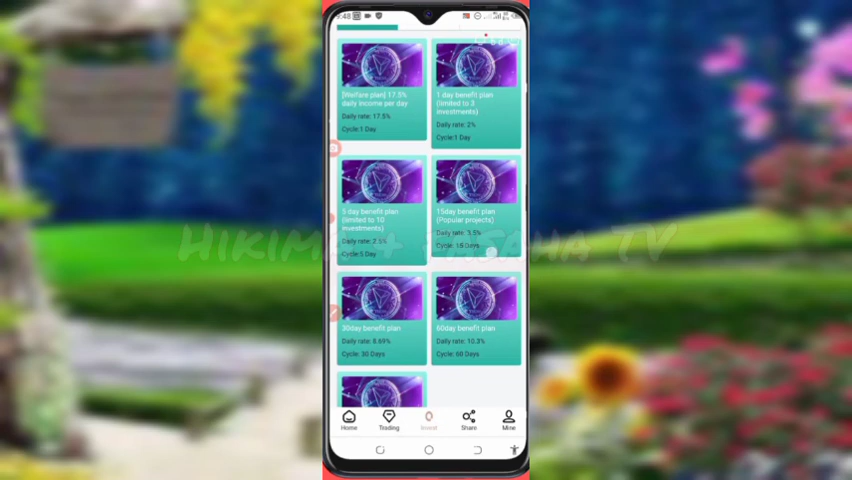 9:48
[Welfare plan] 17.5%
daily income per day
Daily rate: 17.5%
Cycle:1 Day
1 day benefit plan
(limited to 3
investments)
Daily rate: 2%
Cycle:1 Day
5 day benefit plan
(limited to 10
investments)
Daily rate: 2.5%
Cycle:5 Day
15day benefit plan
(Popular projects)
Daily rate: 3.5%
Cycle: 15 Days
HIKIMA + FASAHA TV
30day benefit plan
Daily rate: 8.69%
Cycle: 30 Days
60day benefit plan
Daily rate: 10.3%
Cycle: 60 Days
Home Trading Invest Share Mine